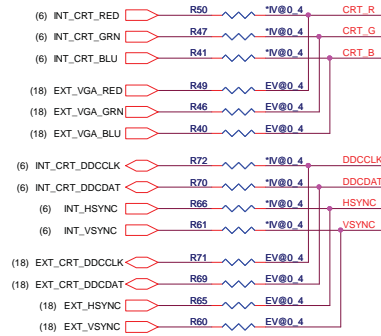 (6) INT_CRT_RED R50 *IV@0_4 CRT_R
(6) INT_CRT_GRN R47 *IV@0_4 CRT_G
(6) INT_CRT_BLU R41 *IV@0_4 CRT_B
(18) EXT_VGA_RED R49 EV@0_4
(18) EXT_VGA_GRN R46 EV@0_4
(18) EXT_VGA_BLU R40 EV@0_4
(6) INT_CRT_DDCCLK R72 *IV@0_4 DDCCLK
(6) INT_CRT_DDCDAT R70 *IV@0_4 DDCDAT
(6) INT_HSYNC R66 *IV@0_4 HSYNC
(6) INT_VSYNC R61 *IV@0_4 VSYNC
(18) EXT_CRT_DDCCLK R71 EV@0_4
(18) EXT_CRT_DDCDAT R69 EV@0_4
(18) EXT_HSYNC R65 EV@0_4
(18) EXT_VSYNC R60 EV@0_4